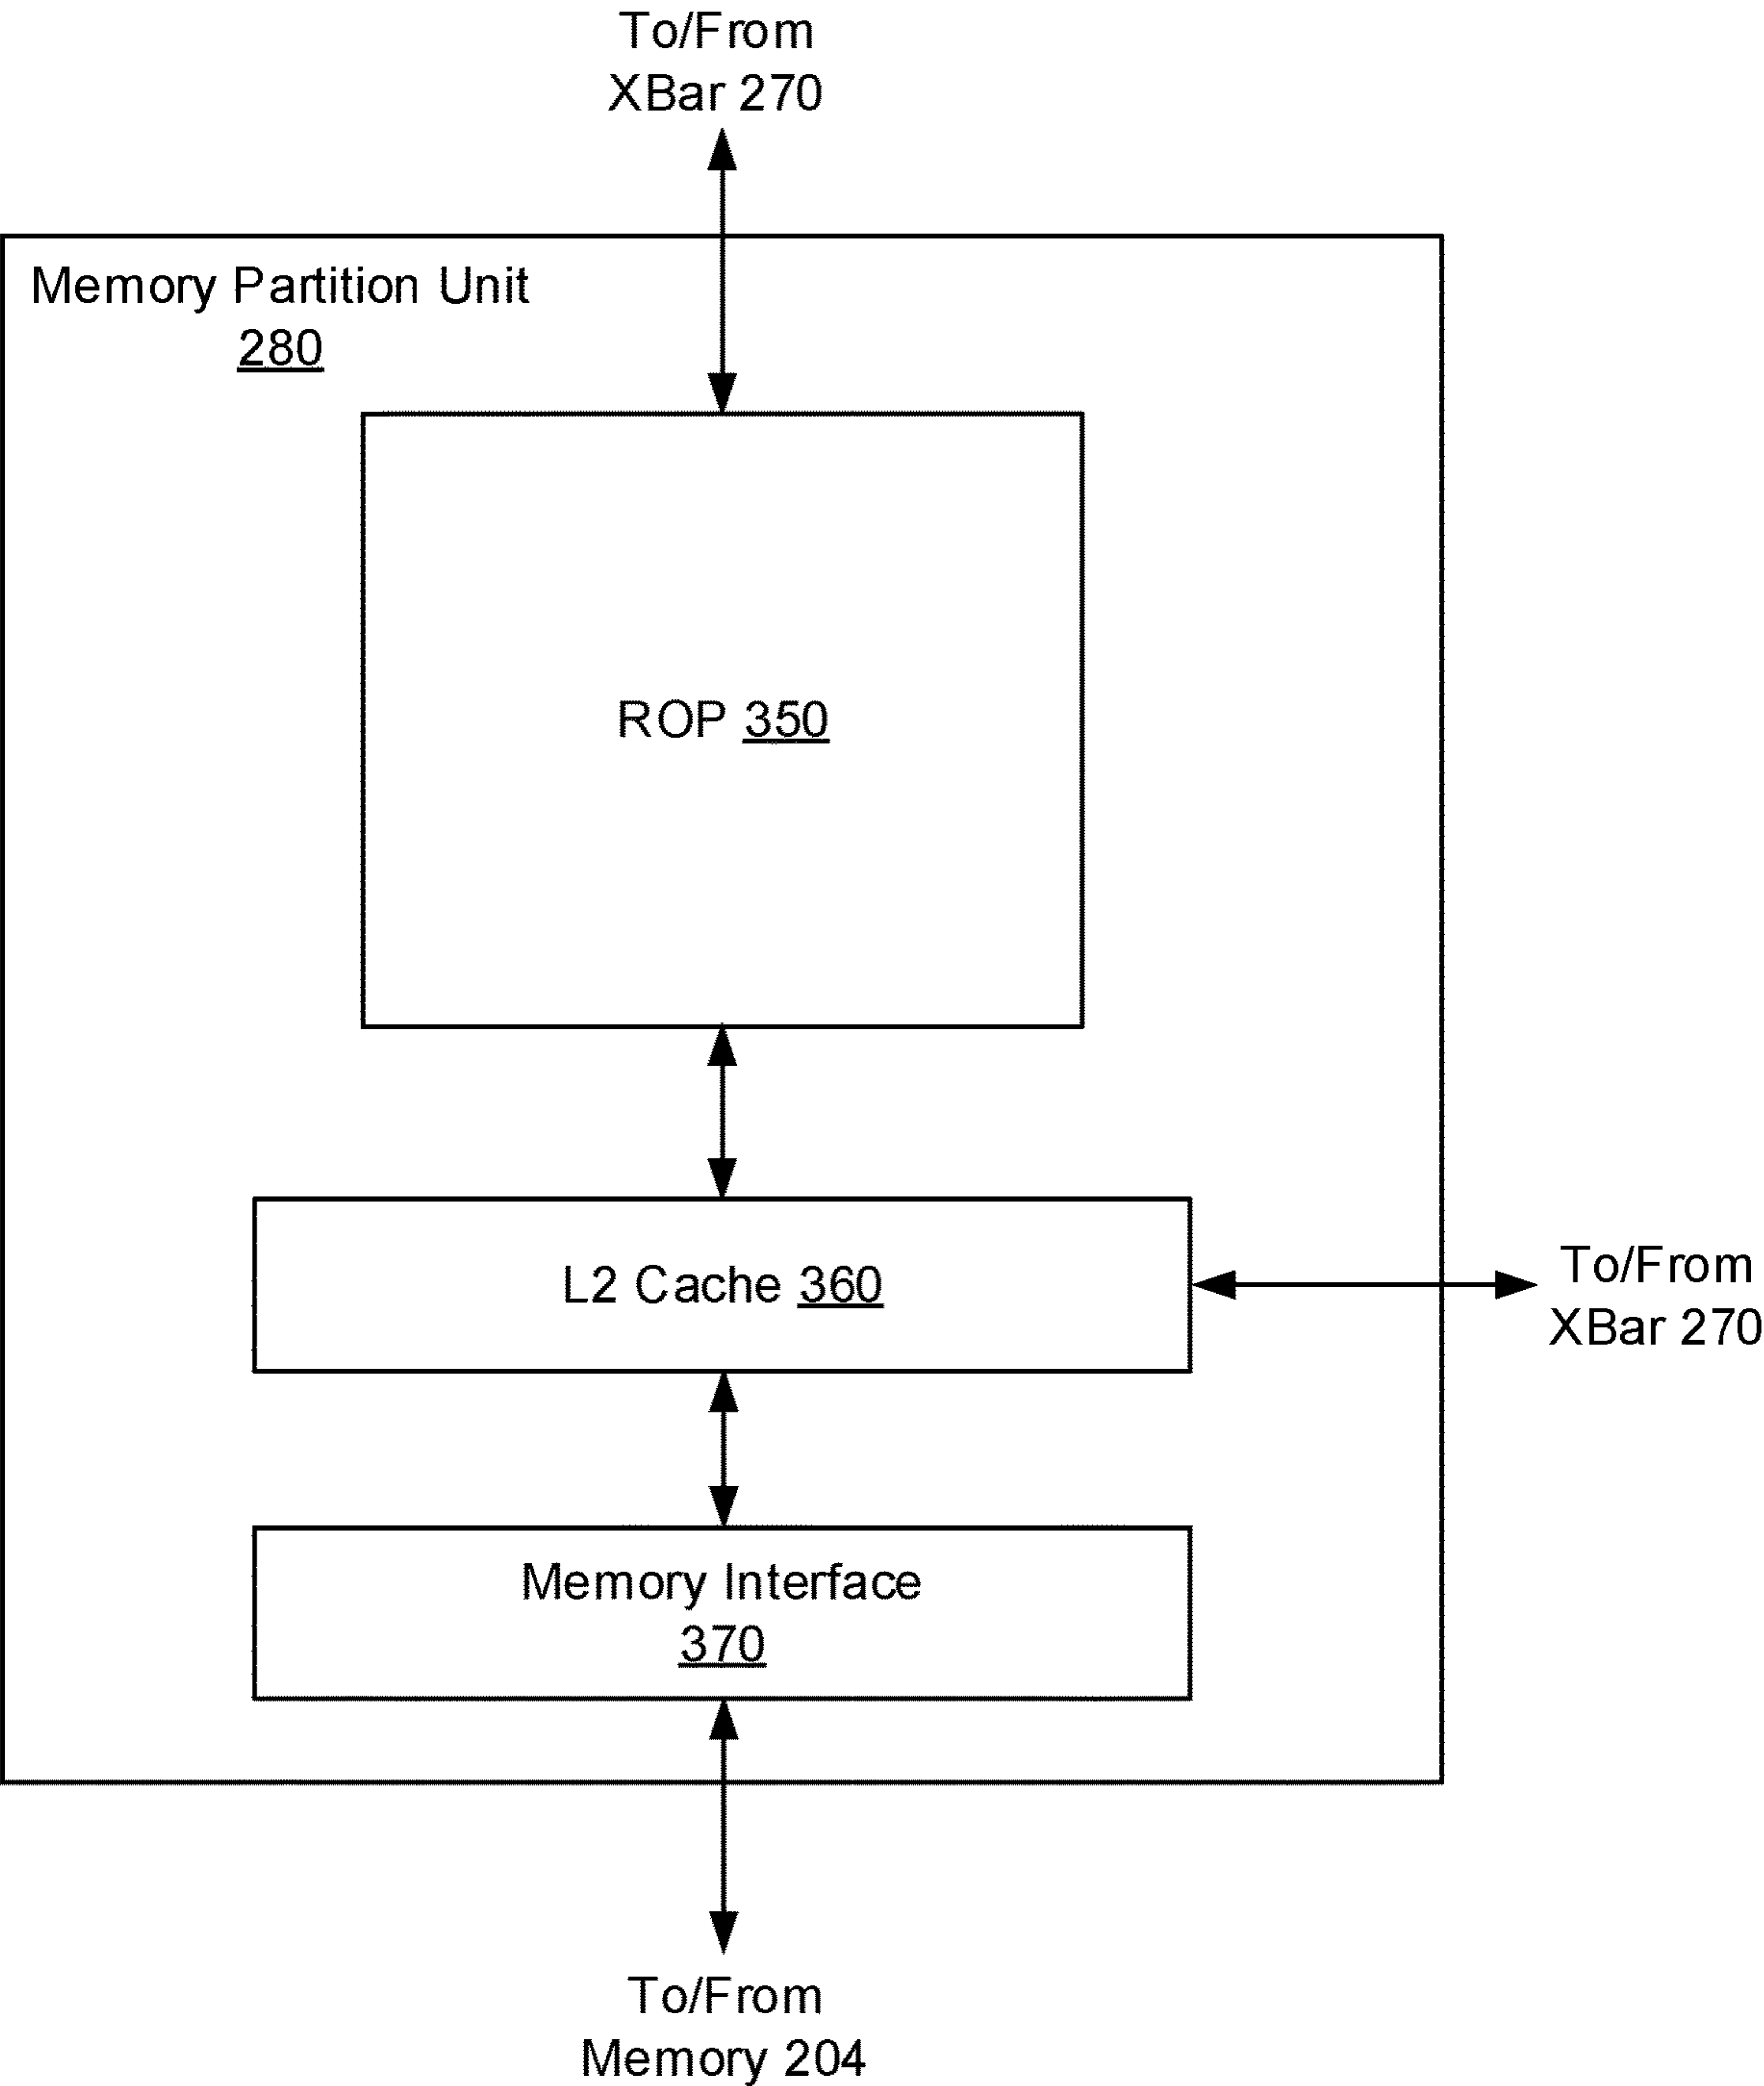 To/From
XBar 270
Memory Partition Unit
280
ROP 350
L2 Cache 360
To/From
XBar 270
Memory Interface
370
To/From
Memory 204